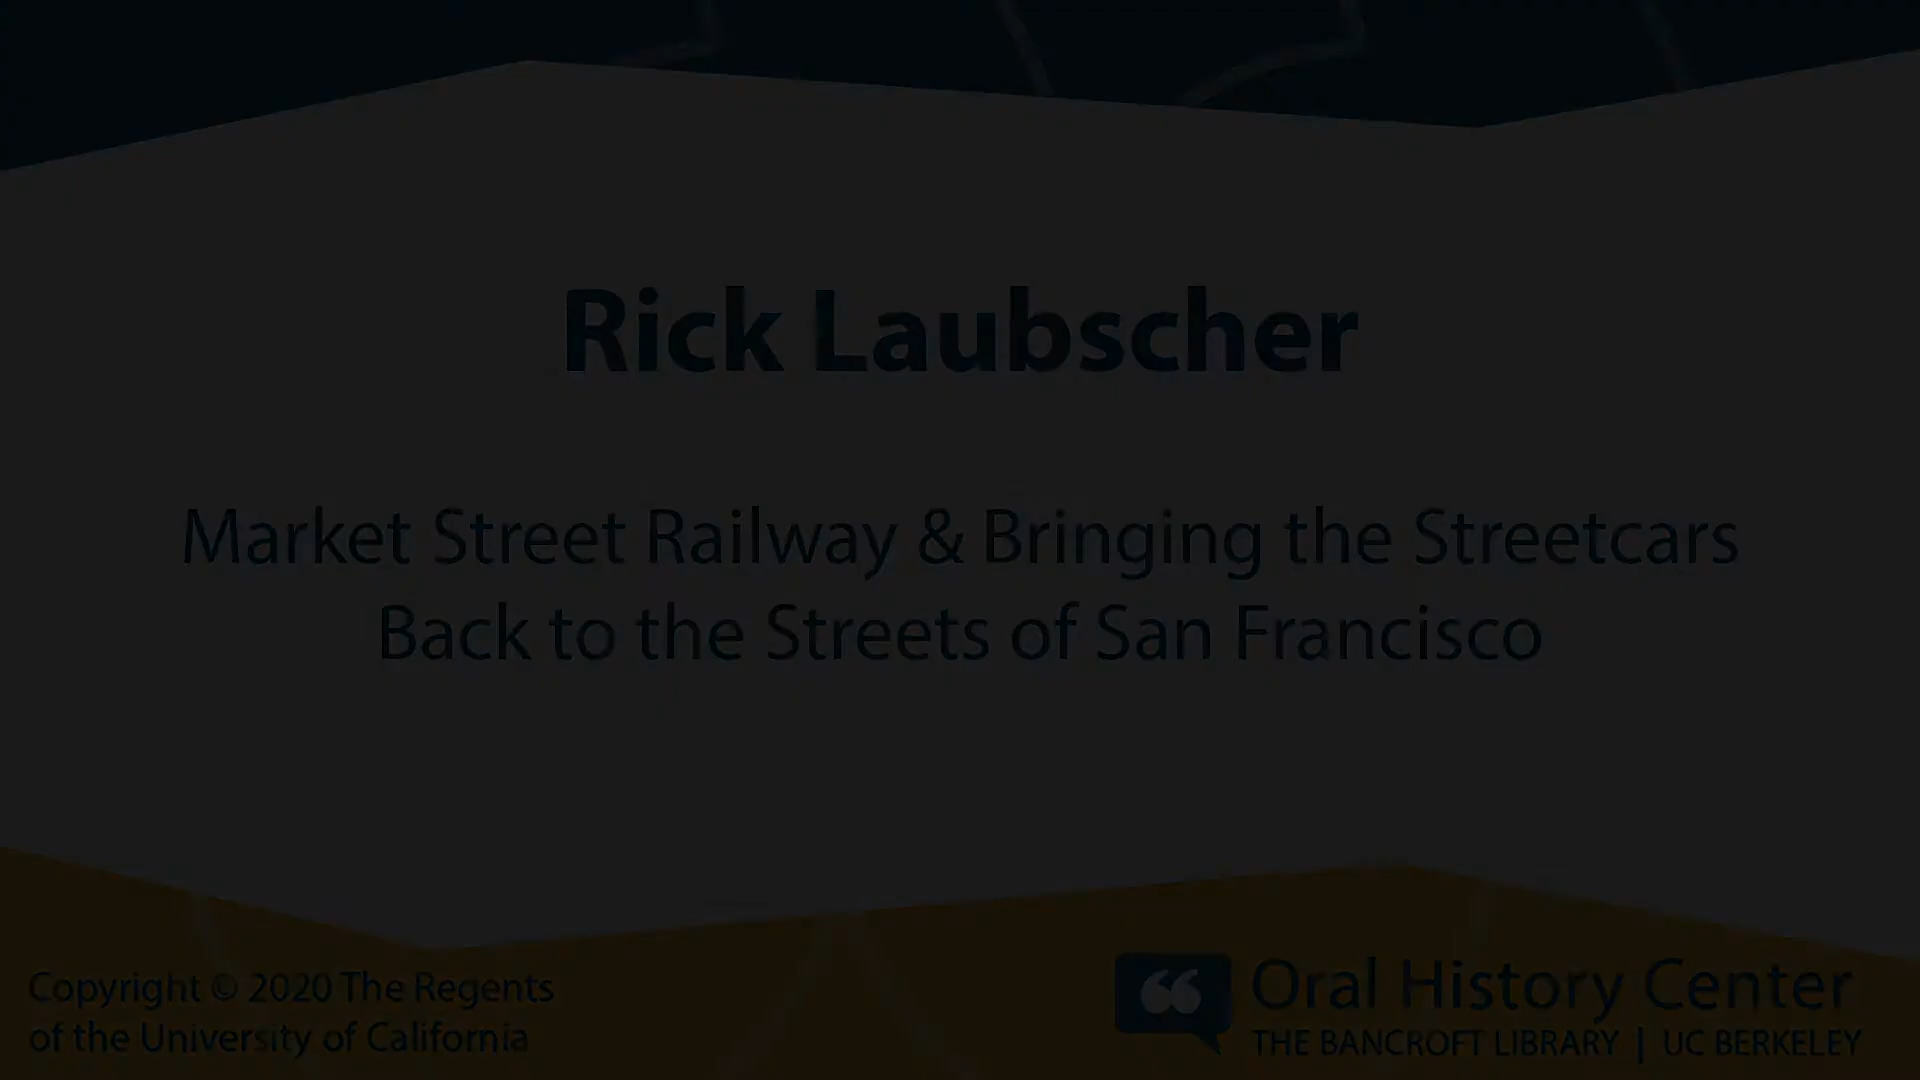 Rick Laubscher
Market Street Railway & Bringing the Streetcars
Back to the Streets of San Francisco
Copyright © 2020 The Regents
of the University of California
Oral History Center
THE BANCROFT LIBRARY | UC BERKELEY